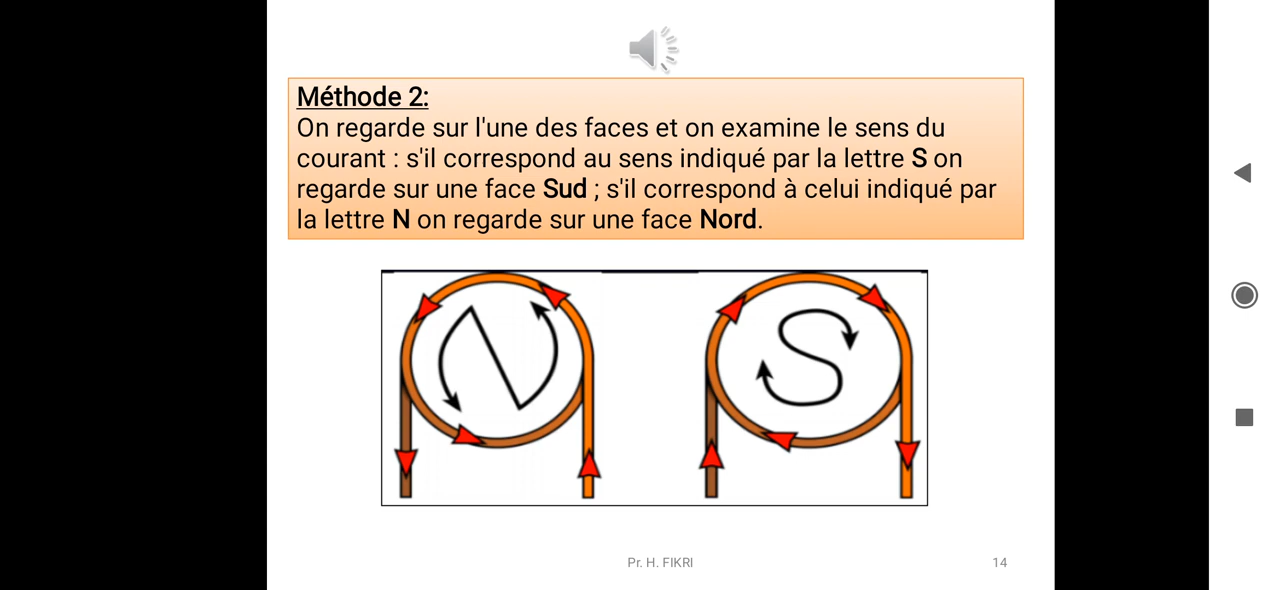 Méthode 2:
On regarde sur l'une des faces et on examine le sens du
courant : s'il correspond au sens indiqué par la lettre S on
regarde sur une face Sud ; s'il correspond à celui indiqué par
la lettre N on regarde sur une face Nord.
N S
Pr. H. FIKRI 14